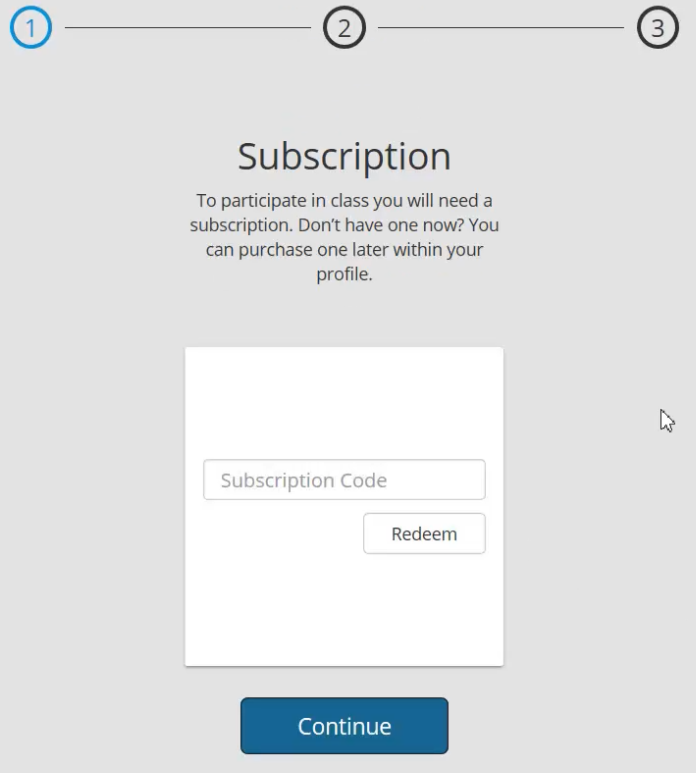 1 2 3
Subscription
To participate in class you will need a
subscription. Don’t have one now? You
can purchase one later within your
profile.
Subscription Code
Redeem
Continue